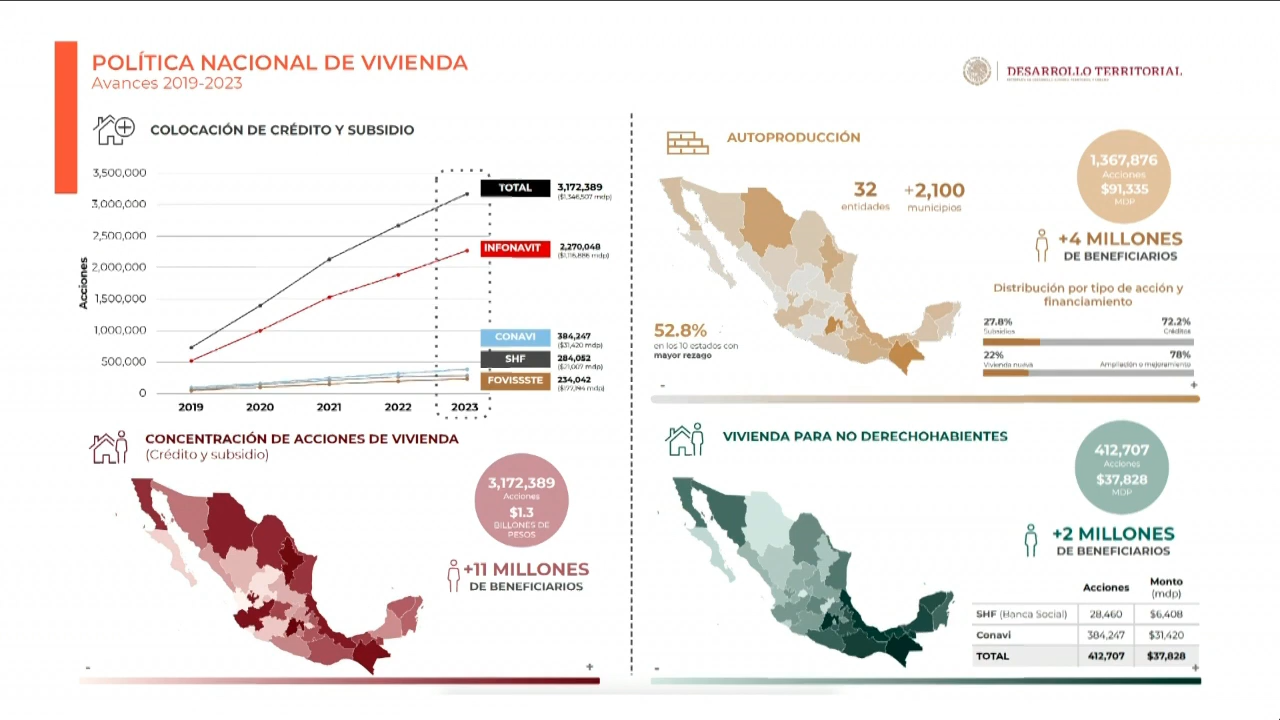 POLÍTICA NACIONAL DE VIVIENDA
Avances 2019-2023
DESARROLLO TERRITORIAL
COLOCACIÓN DE CRÉDITO Y SUBSIDIO
Acciones
3,500,000
3,000,000
2,500,000
2,000,000
1,500,000
1,000,000
500,000
0
2019
2020
2021
2022
2023
TOTAL
3,172,389
INFONAVIT
2,270,048
CONAVI
384,247
($31,420 mdp)
SHF
284,052
FOVISSSTE
234,042
CONCENTRACIÓN DE ACCIONES DE VIVIENDA
(Crédito y subsidio)
3,172,389
Acciones
$1.3
BILLONES DE
PESOS
+11 MILLONES
DE BENEFICIARIOS
-
+
AUTOPRODUCCIÓN
32
entidades
+2,100
municipios
1,367,876
Acciones
$91,335
MDP
+4 MILLONES
DE BENEFICIARIOS
Distribución por tipo de acción y
financiamiento
27.8%
72.2%
Subsidios
Créditos
22%
78%
Vivienda nueva
Ampliación o mejoramiento
52.8%
en los 10 estados con
mayor rezago
-
+
VIVIENDA PARA NO DERECHOHABIENTES
412,707
Acciones
$37,828
MDP
+2 MILLONES
DE BENEFICIARIOS
Acciones
Monto
(mdp)
SHF (Banca Social) 28,460 $6,408
Conavi 384,247 $31,420
TOTAL 412,707 $37,828
-
+